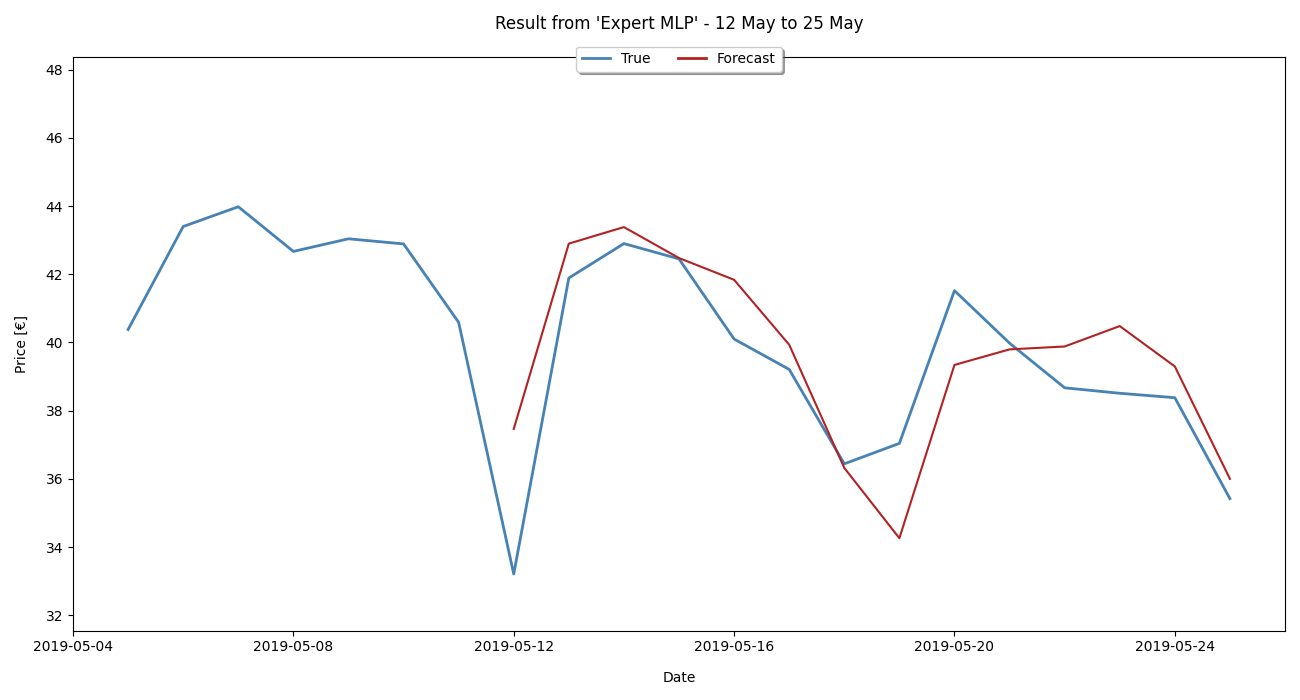 Result from 'Expert MLP' - 12 May to 25 May
True Forecast
48
46
44
42
40
38
36
34
32
Price [€]
2019-05-04 2019-05-08 2019-05-12 2019-05-16 2019-05-20 2019-05-24
Date